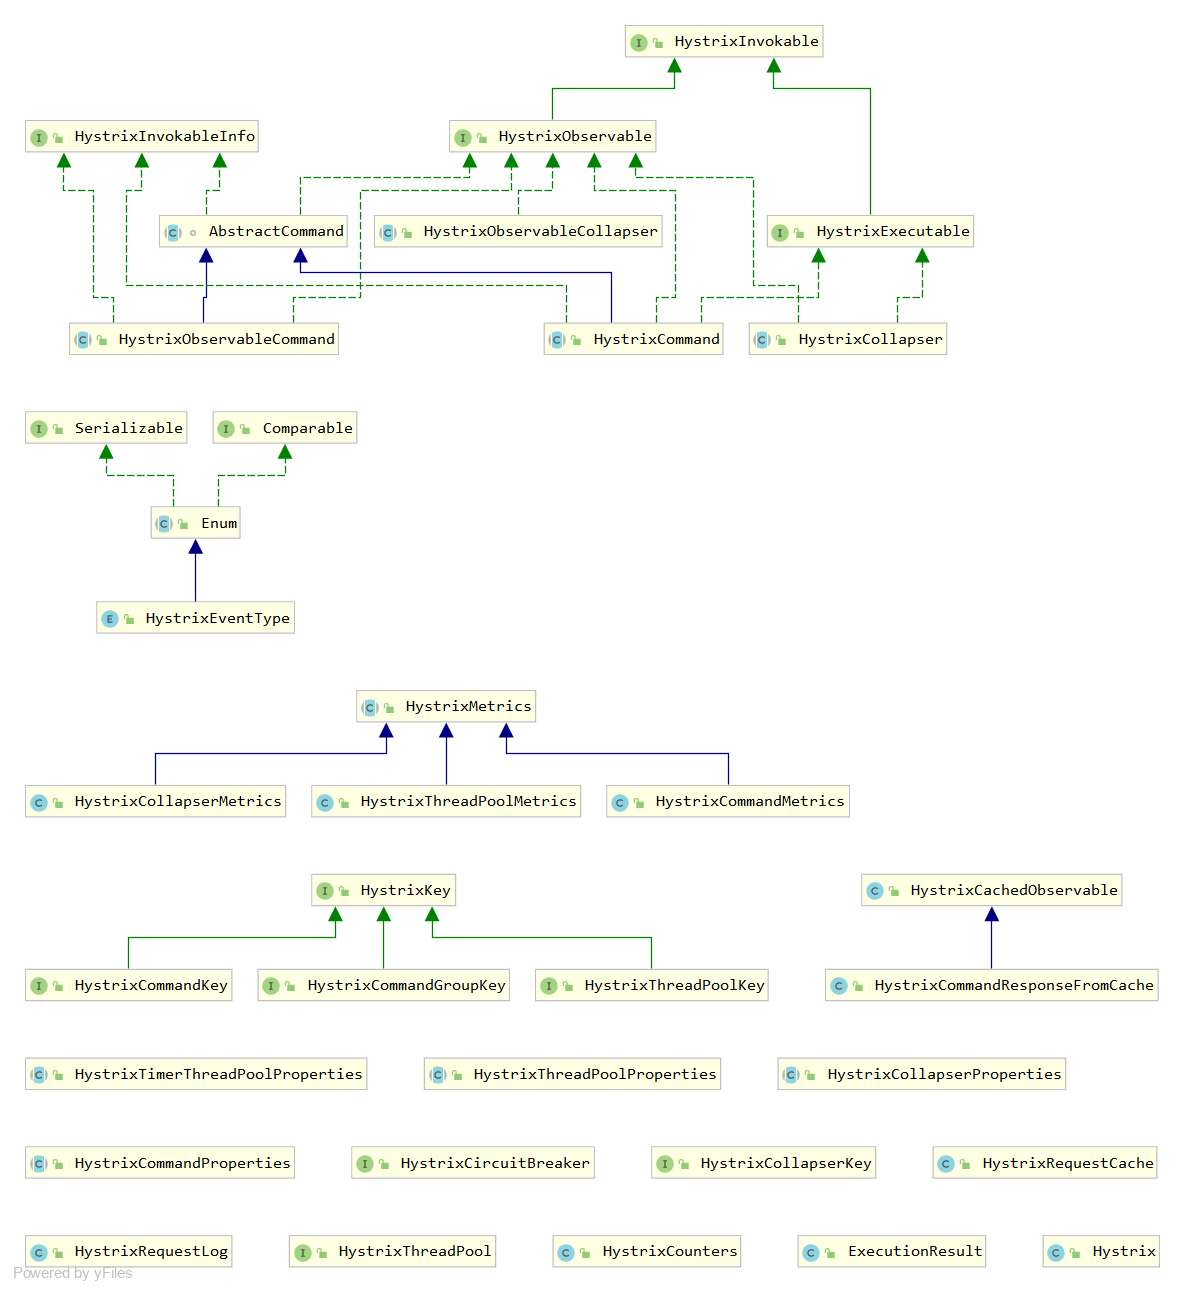 HystrixInvokable
HystrixInvokableInfo HystrixObservable
AbstractCommand HystrixObservableCollapser HystrixExecutable
HystrixObservableCommand HystrixCommand HystrixCollapser
Serializable Comparable
Enum
HystrixEventType
HystrixMetrics
HystrixCollapserMetrics HystrixThreadPoolMetrics HystrixCommandMetrics
HystrixKey HystrixCachedObservable
HystrixCommandKey HystrixCommandGroupKey HystrixThreadPoolKey HystrixCommandResponseFromCache
HystrixTimerThreadPoolProperties HystrixThreadPoolProperties HystrixCollapserProperties
HystrixCommandProperties HystrixCircuitBreaker HystrixCollapserKey HystrixRequestCache
HystrixRequestLog HystrixThreadPool HystrixCounters ExecutionResult Hystrix
Powered by yFiles